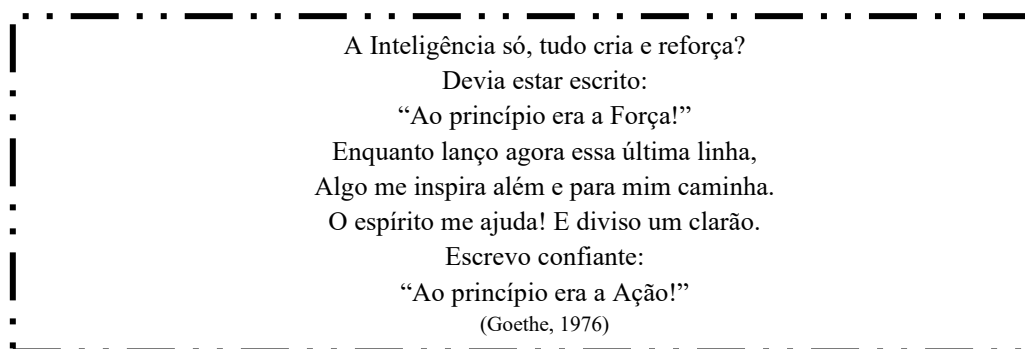 A Inteligência só, tudo cria e reforça?
Devia estar escrito:
“Ao princípio era a Força!”
Enquanto lanço agora essa última linha,
Algo me inspira além e para mim caminha.
O espírito me ajuda! E diviso um clarão.
Escrevo confiante:
“Ao princípio era a Ação!”
(Goethe, 1976)